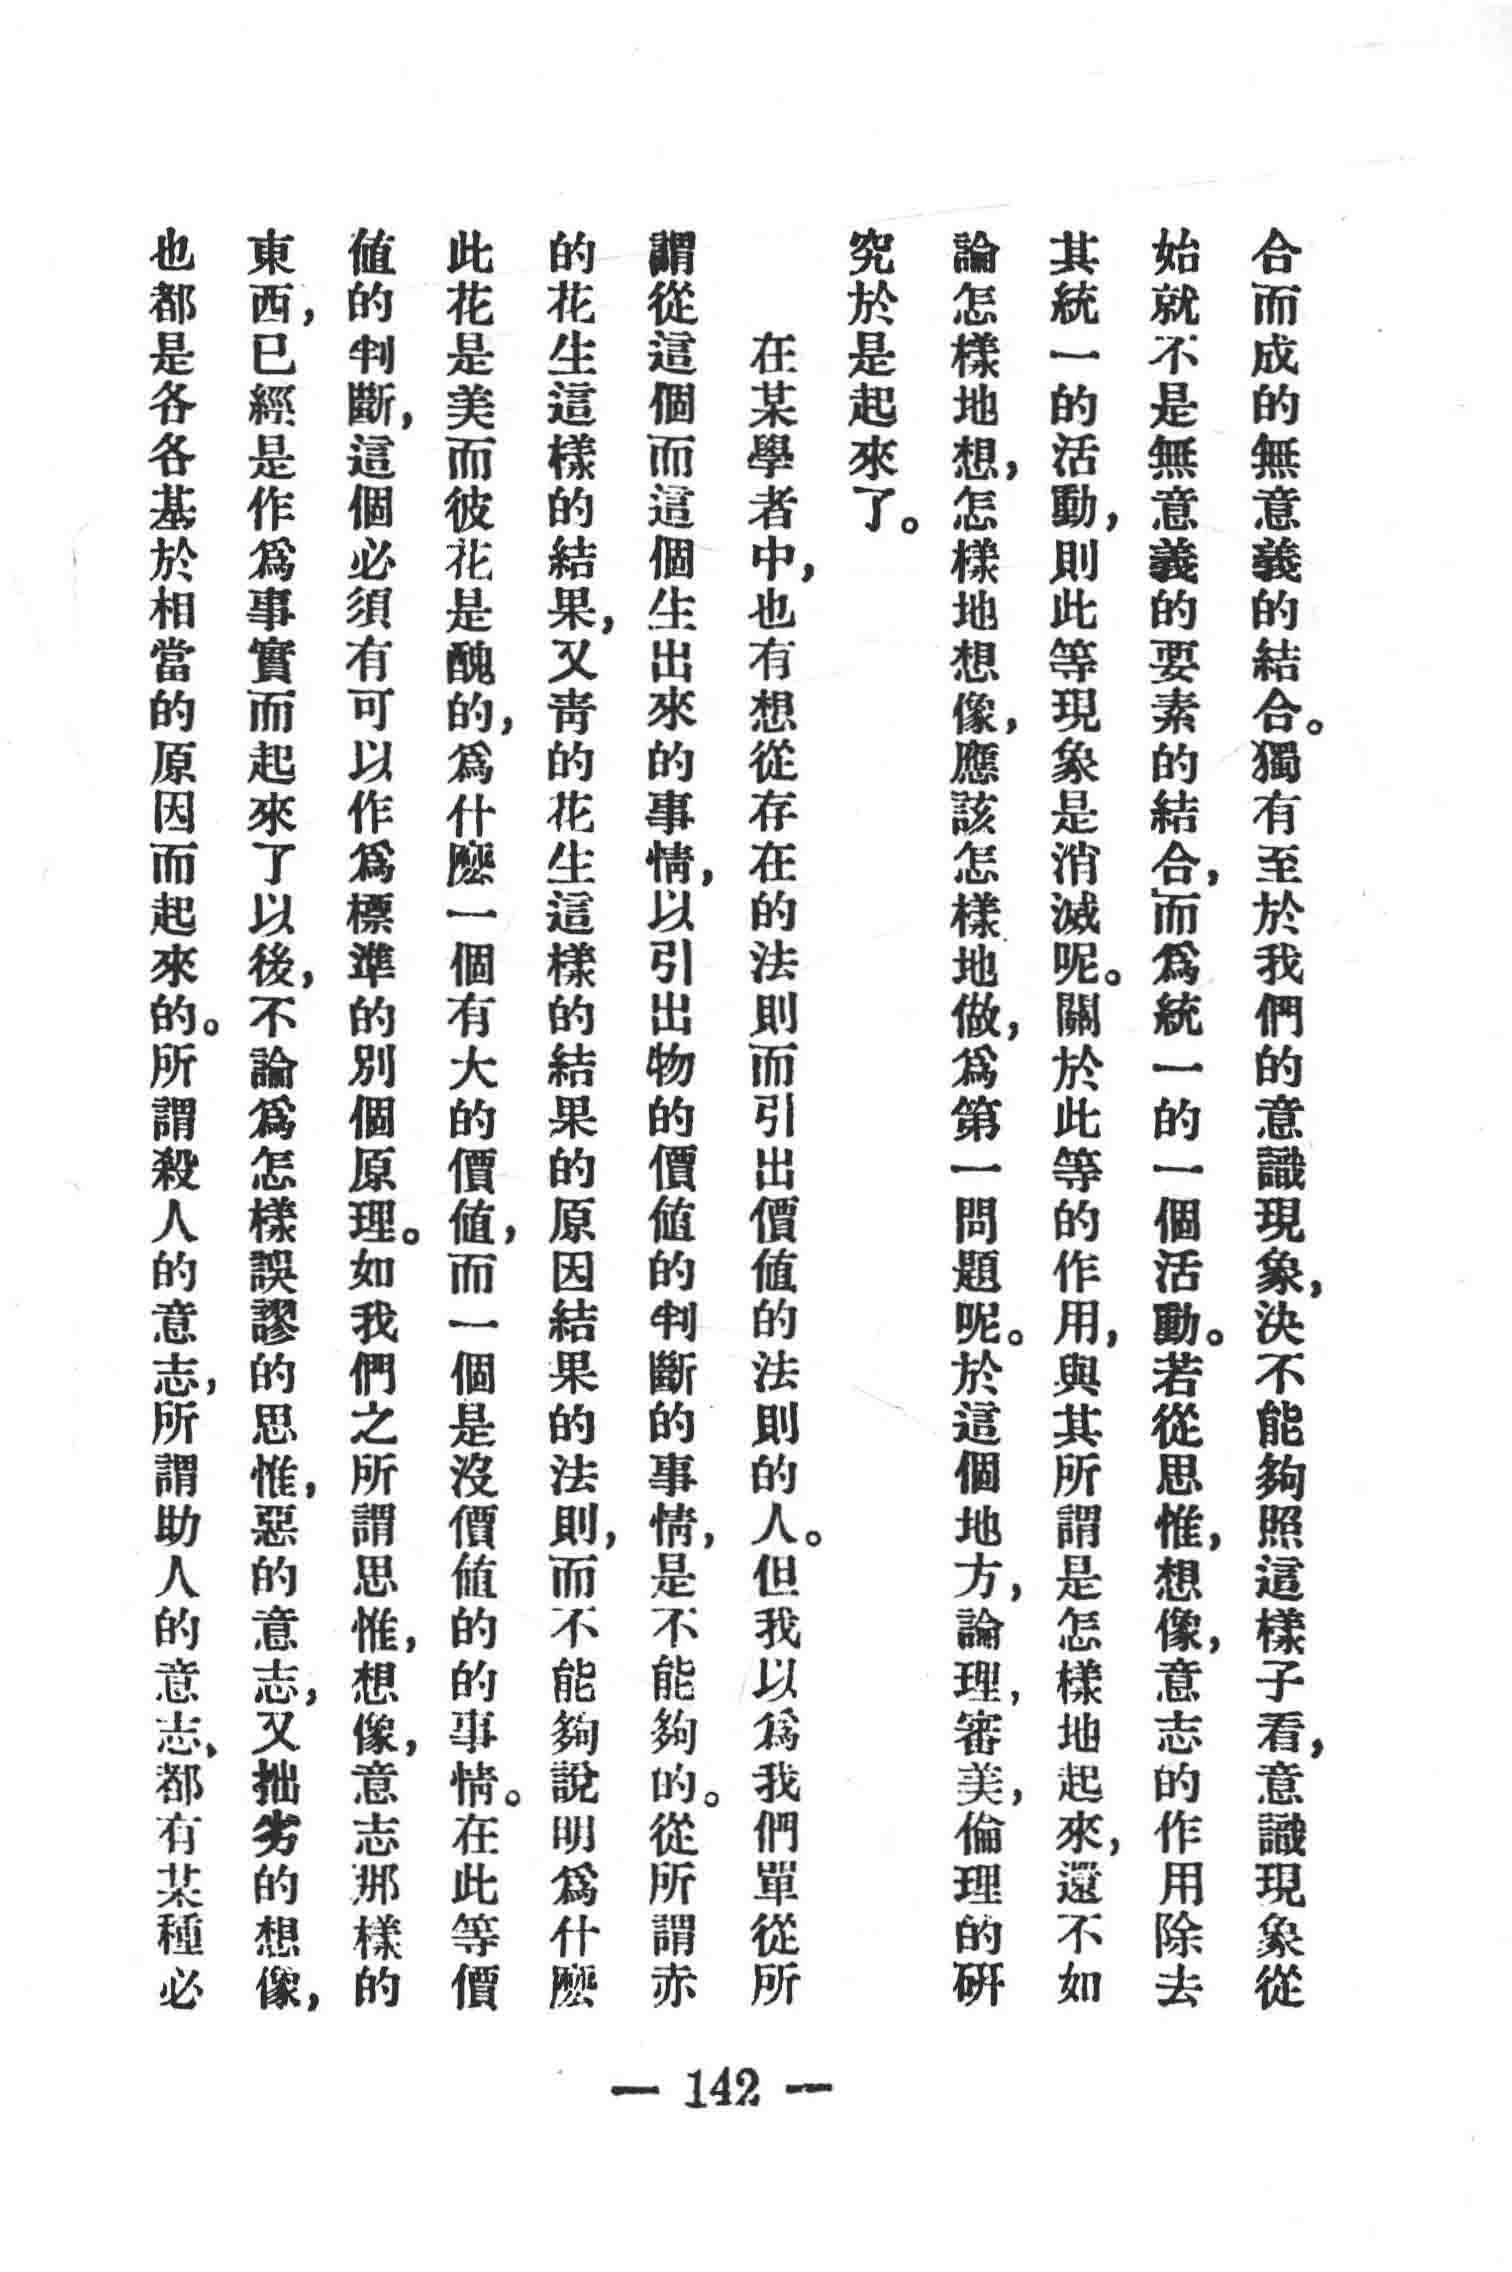 合而成的無意義的結合。獨有至於我們的意識現象，決不能夠照這樣子看，意識現象從
始就不是無意義的要素的結合，而爲統一的一個活動。若從思惟，想像，意志的作用除去
其統一的活動，則此等現象是消滅呢。關於此等的作用，與其所謂是怎樣地起來，還不如
論怎樣地想，怎樣地想像，應該怎樣地做，爲第一問題呢。於這個地方，論理，審美，倫理的硏
究於是起來了。
在某學者中，也有想從存在的法則而引出價値的法則的人。但我以爲我們單從所
謂從這個而這個生出來的事情，以引出物的價値的判斷的事情，是不能夠的。從所謂赤
的花生這樣的結果，又靑的花生這樣的結果的原因結果的法則，而不能夠說明爲什麽
此花是美而彼花是醜的，爲什麽一個有大的價値，而一個是沒價値的的事情。在此等價
値的判斷，這個必須有可以作爲標準的別個原理。如我們之所謂思惟，想像，意志那樣的
東西，已經是作爲事實而起來了以後，不論爲怎樣誤謬的思惟，惡的意志，又拙劣的想像，
也都是各各基於相當的原因而起來的。所謂殺人的意志，所謂助人的意志，都有某種必
— 142 —